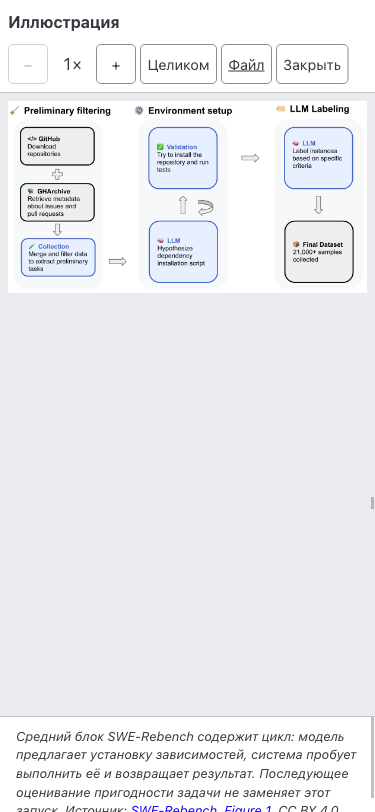 Иллюстрация
− 1× + Целиком Файл Закрыть
Preliminary filtering
</> GitHub
Download
repositories
GHArchive
Retrieve metadata
about issues and
pull requests
Collection
Merge and filter data
to extract preliminary
tasks
Environment setup
Validation
Try to install the
repository and run
tests
LLM
Hypothesize
dependency
installation script
LLM Labeling
LLM
Label instances
based on specific
criteria
Final Dataset
21,000+ samples
collected
Средний блок SWE-Rebench содержит цикл: модель
предлагает установку зависимостей, система пробует
выполнить её и возвращает результат. Последующее
оценивание пригодности задачи не заменяет этот
запуск. Источник: SWE-Rebench, Figure 1, CC BY 4.0